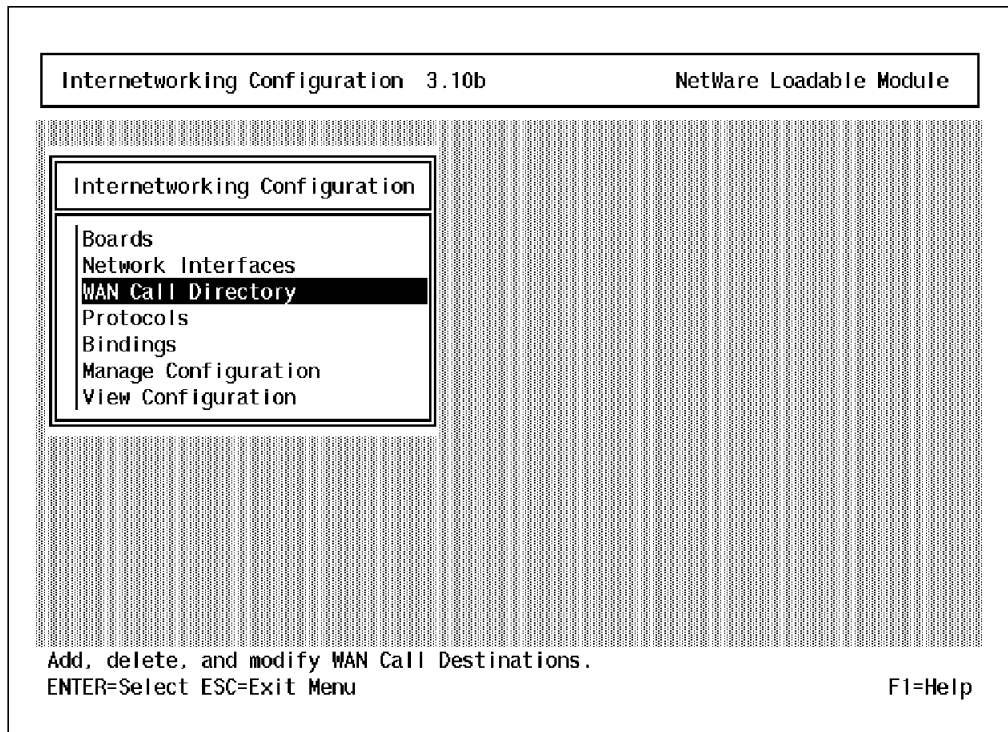 Internetworking Configuration 3.10b NetWare Loadable Module
Internetworking Configuration
Boards
Network Interfaces
WAN Call Directory
Protocols
Bindings
Manage Configuration
View Configuration
Add, delete, and modify WAN Call Destinations.
ENTER=Select ESC=Exit Menu F1=Help